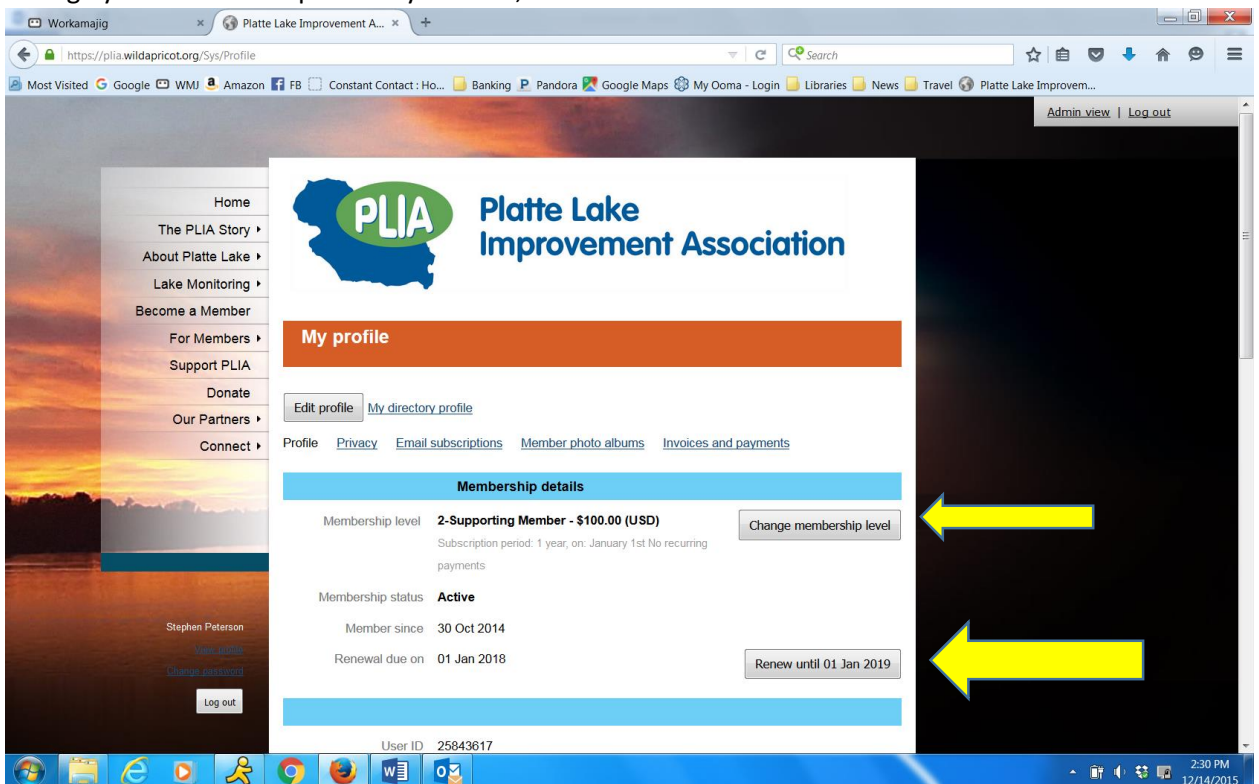 Workamajig
Platte Lake Improvement A...
https://plia.wildapricot.org/Sys/Profile
Search
Most Visited Google WMJ Amazon FB Constant Contact : Ho... Banking Pandora Google Maps My Ooma - Login Libraries News Travel Platte Lake Improvem...
Admin view | Log out
Home
The PLIA Story
About Platte Lake
Lake Monitoring
Become a Member
For Members
Support PLIA
Donate
Our Partners
Connect
Stephen Peterson
View profile
Change password
Log out
PLIA
Platte Lake
Improvement Association
My profile
Edit profile My directory profile
Profile Privacy Email subscriptions Member photo albums Invoices and payments
Membership details
Membership level 2-Supporting Member - $100.00 (USD) Change membership level
Subscription period: 1 year, on: January 1st No recurring
payments
Membership status Active
Member since 30 Oct 2014
Renewal due on 01 Jan 2018 Renew until 01 Jan 2019
User ID 25843617
2:30 PM
12/14/2015